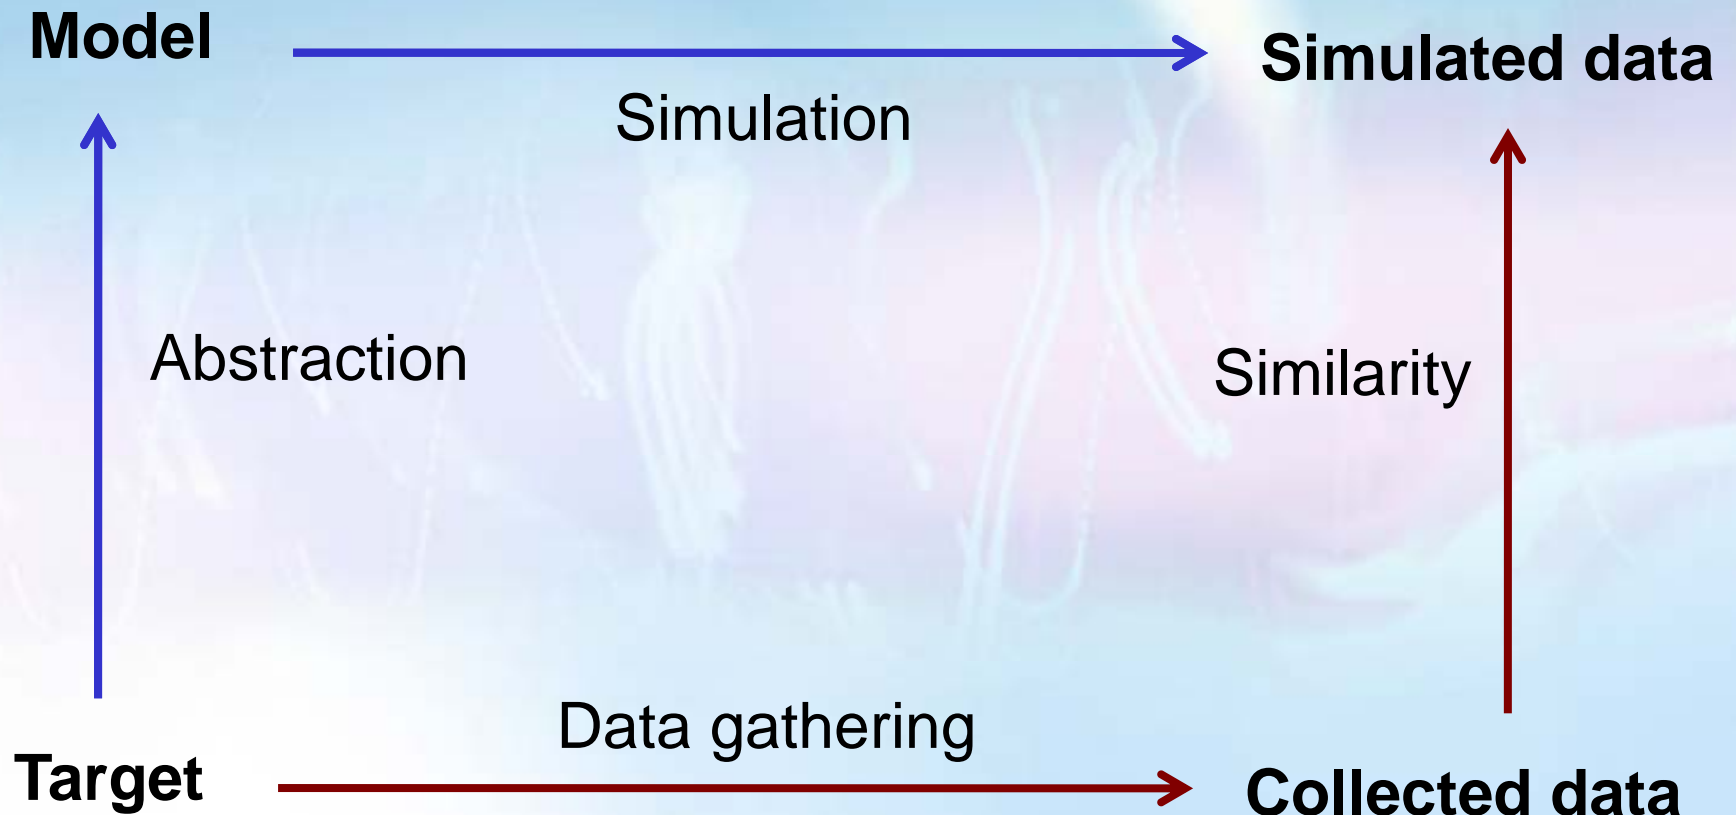 Model
Simulated data
Simulation
Abstraction
Similarity
Data gathering
Target
Collected data